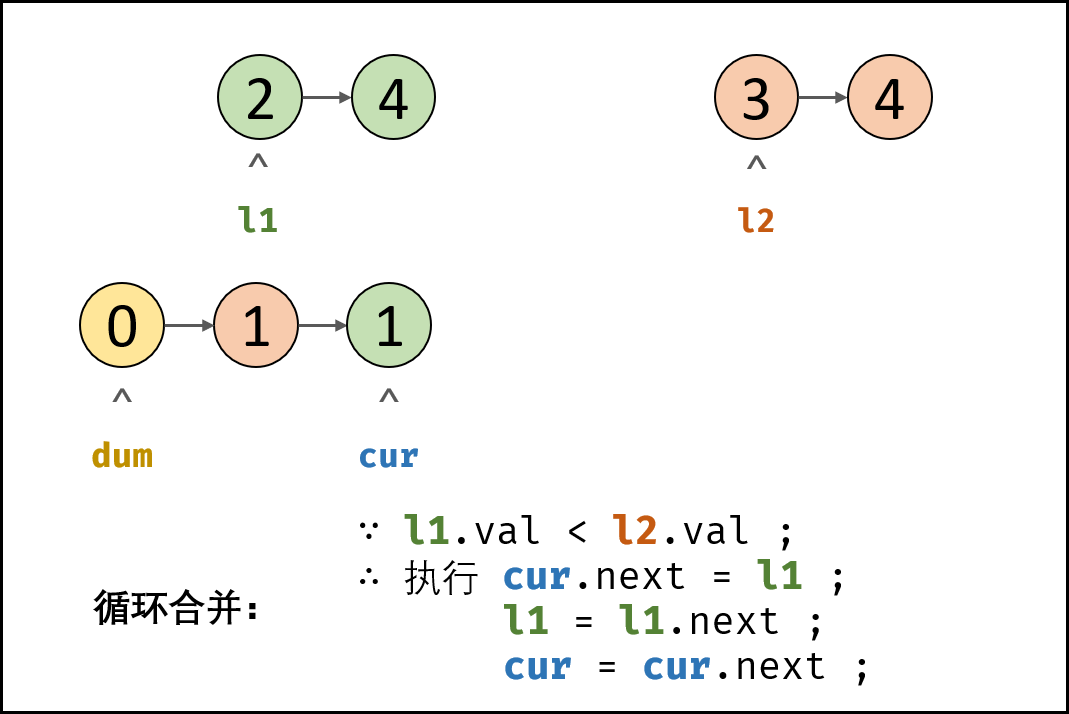 2 4 3 4
^ ^
l1 l2
0 1 1
^ ^
dum cur
∵ l1.val < l2.val ;
∴ 执行 cur.next = l1 ;
循环合并：
l1 = l1.next ;
cur = cur.next ;